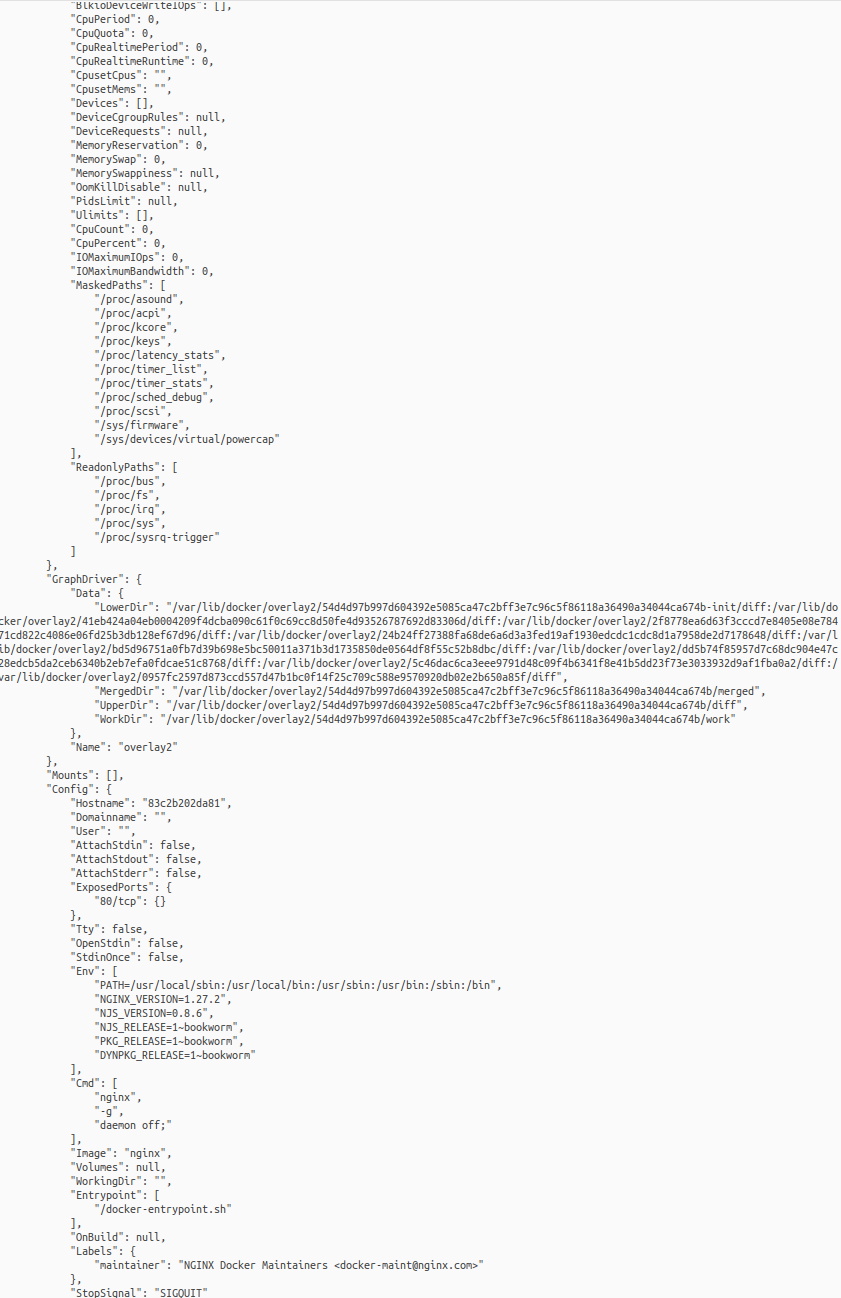 "BlkioDeviceWriteIOps": [],
"CpuPeriod": 0,
"CpuQuota": 0,
"CpuRealtimePeriod": 0,
"CpuRealtimeRuntime": 0,
"CpusetCpus": "",
"CpusetMems": "",
"Devices": [],
"DeviceCgroupRules": null,
"DeviceRequests": null,
"MemoryReservation": 0,
"MemorySwap": 0,
"MemorySwappiness": null,
"OomKillDisable": null,
"PidsLimit": null,
"Ulimits": [],
"CpuCount": 0,
"CpuPercent": 0,
"IOMaximumIOps": 0,
"IOMaximumBandwidth": 0,
"MaskedPaths": [
"/proc/asound",
"/proc/acpi",
"/proc/kcore",
"/proc/keys",
"/proc/latency_stats",
"/proc/timer_list",
"/proc/timer_stats",
"/proc/sched_debug",
"/proc/scsi",
"/sys/firmware",
"/sys/devices/virtual/powercap"
],
"ReadonlyPaths": [
"/proc/bus",
"/proc/fs",
"/proc/irq",
"/proc/sys",
"/proc/sysrq-trigger"
]
},
"GraphDriver": {
"Data": {
"LowerDir": "/var/lib/docker/overlay2/54d4d97b997d604392e5085ca47c2bff3e7c96c5f86118a36490a34044ca674b-init/diff:/var/lib/do
cker/overlay2/41eb424a04eb0004209f4dcba090c61f0c69cc8d50fe4d93526787692d83306d/diff:/var/lib/docker/overlay2/2f8778ea6d63f3cccd7e8405e08e784
71cd822c4086e06fd25b3db128ef67d96/diff:/var/lib/docker/overlay2/24b24ff27388fa68de6a6d3a3fed19af1930edcdc1cdc8d1a7958de2d7178648/diff:/var/l
ib/docker/overlay2/bd5d96751a0fb7d39b698e5bc50011a371b3d1735850de0564df8f55c52b8dbc/diff:/var/lib/docker/overlay2/dd5b74f85957d7c68dc904e47c
28edcb5da2ceb6340b2eb7efa0fdcae51c8768/diff:/var/lib/docker/overlay2/5c46dac6ca3eee9791d48c09f4b6341f8e41b5dd23f73e3033932d9af1fba0a2/diff:/
var/lib/docker/overlay2/0957fc2597d873ccd557d47b1bc0f14f25c709c588e9570920db02e2b650a85f/diff",
"MergedDir": "/var/lib/docker/overlay2/54d4d97b997d604392e5085ca47c2bff3e7c96c5f86118a36490a34044ca674b/merged",
"UpperDir": "/var/lib/docker/overlay2/54d4d97b997d604392e5085ca47c2bff3e7c96c5f86118a36490a34044ca674b/diff",
"WorkDir": "/var/lib/docker/overlay2/54d4d97b997d604392e5085ca47c2bff3e7c96c5f86118a36490a34044ca674b/work"
},
"Name": "overlay2"
},
"Mounts": [],
"Config": {
"Hostname": "83c2b202da81",
"Domainname": "",
"User": "",
"AttachStdin": false,
"AttachStdout": false,
"AttachStderr": false,
"ExposedPorts": {
"80/tcp": {}
},
"Tty": false,
"OpenStdin": false,
"StdinOnce": false,
"Env": [
"PATH=/usr/local/sbin:/usr/local/bin:/usr/sbin:/usr/bin:/sbin:/bin",
"NGINX_VERSION=1.27.2",
"NJS_VERSION=0.8.6",
"NJS_RELEASE=1~bookworm",
"PKG_RELEASE=1~bookworm",
"DYNPKG_RELEASE=1~bookworm"
],
"Cmd": [
"nginx",
"-g",
"daemon off;"
],
"Image": "nginx",
"Volumes": null,
"WorkingDir": "",
"Entrypoint": [
"/docker-entrypoint.sh"
],
"OnBuild": null,
"Labels": {
"maintainer": "NGINX Docker Maintainers <docker-maint@nginx.com>"
},
"StopSignal": "SIGQUIT"